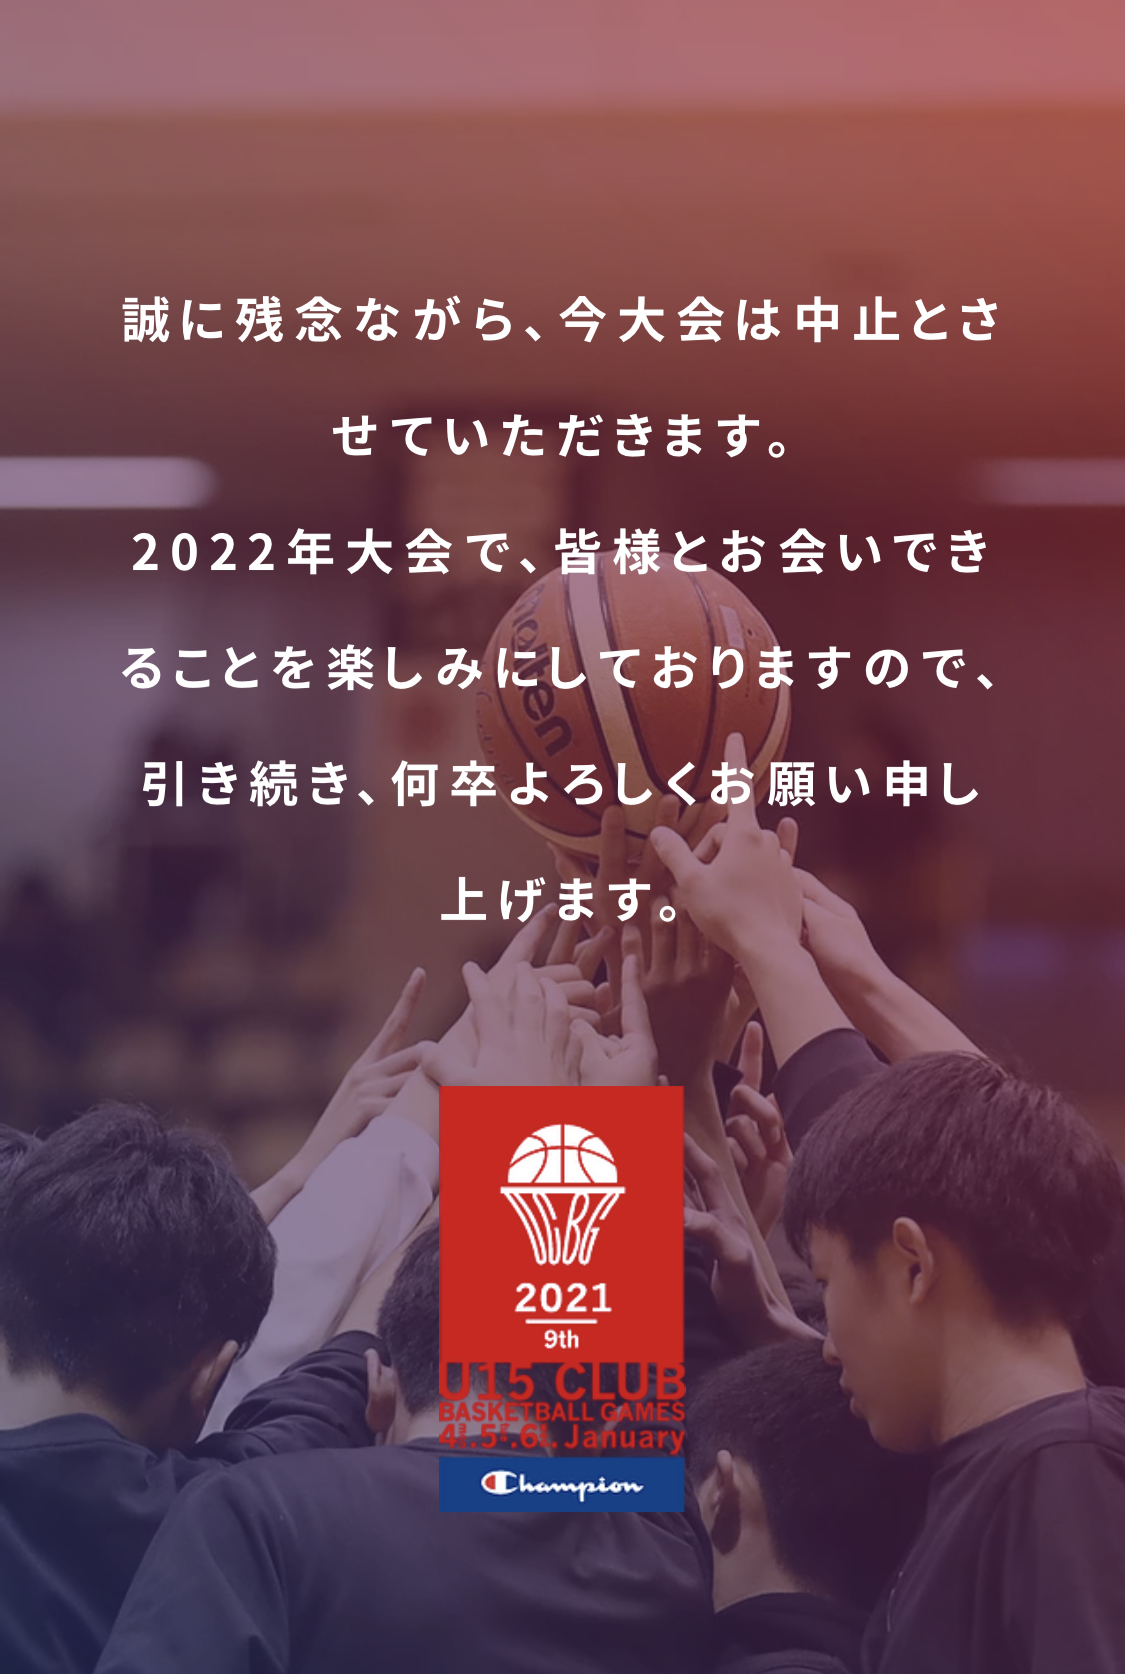 誠に残念ながら、今大会は中止とさ
せていただきます。
2022年大会で、皆様とお会いでき
ることを楽しみにしておりますので、
引き続き、何卒よろしくお願い申し
上げます。
molten
2021
9th
U15 CLUB
BASKETBALL GAMES
4 .5 .6 . January
Champion